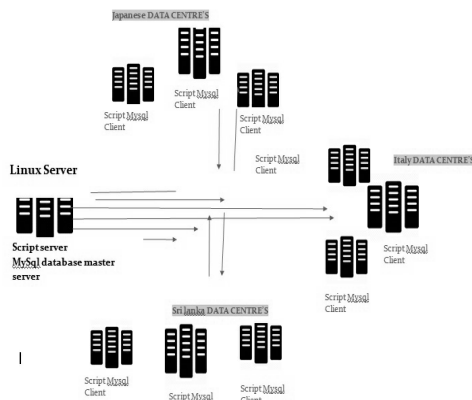 Japanese DATA CENTRE'S
Script Mysql
Client
Script Mysql
Client
Script Mysql
Client
Script Mysql
Client
Italy DATA CENTRE'S
Linux Server
Script server
MySql database master
server
Script Mysql
Client
Script Mysql
Client
Sri lanka DATA CENTRE'S
Script Mysql
Client
Script Mysql
Script Mysql
Client